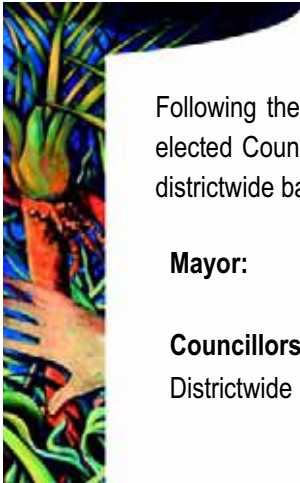 Following the
elected Coun
districtwide ba
Mayor:
Councillors
Districtwide